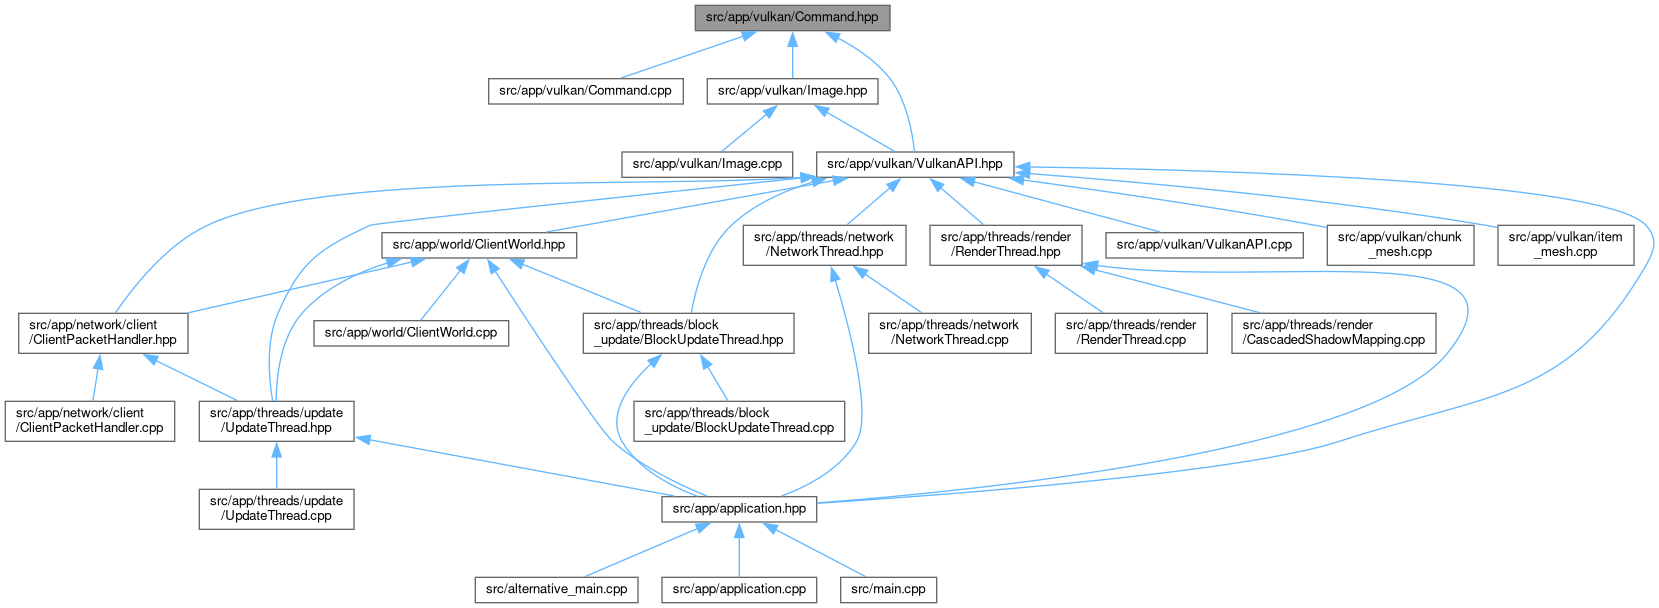 src/app/vulkan/Command.hpp
src/app/vulkan/Command.cpp
src/app/vulkan/Image.hpp
src/app/vulkan/Image.cpp
src/app/vulkan/VulkanAPI.hpp
src/app/world/ClientWorld.hpp
src/app/threads/network
/NetworkThread.hpp
src/app/threads/render
/RenderThread.hpp
src/app/vulkan/VulkanAPI.cpp
src/app/vulkan/chunk
_mesh.cpp
src/app/vulkan/item
_mesh.cpp
src/app/network/client
/ClientPacketHandler.hpp
src/app/world/ClientWorld.cpp
src/app/threads/block
_update/BlockUpdateThread.hpp
src/app/threads/network
/NetworkThread.cpp
src/app/threads/render
/RenderThread.cpp
src/app/threads/render
/CascadedShadowMapping.cpp
src/app/network/client
/ClientPacketHandler.cpp
src/app/threads/update
/UpdateThread.hpp
src/app/threads/block
_update/BlockUpdateThread.cpp
src/app/threads/update
/UpdateThread.cpp
src/app/application.hpp
src/alternative_main.cpp
src/app/application.cpp
src/main.cpp